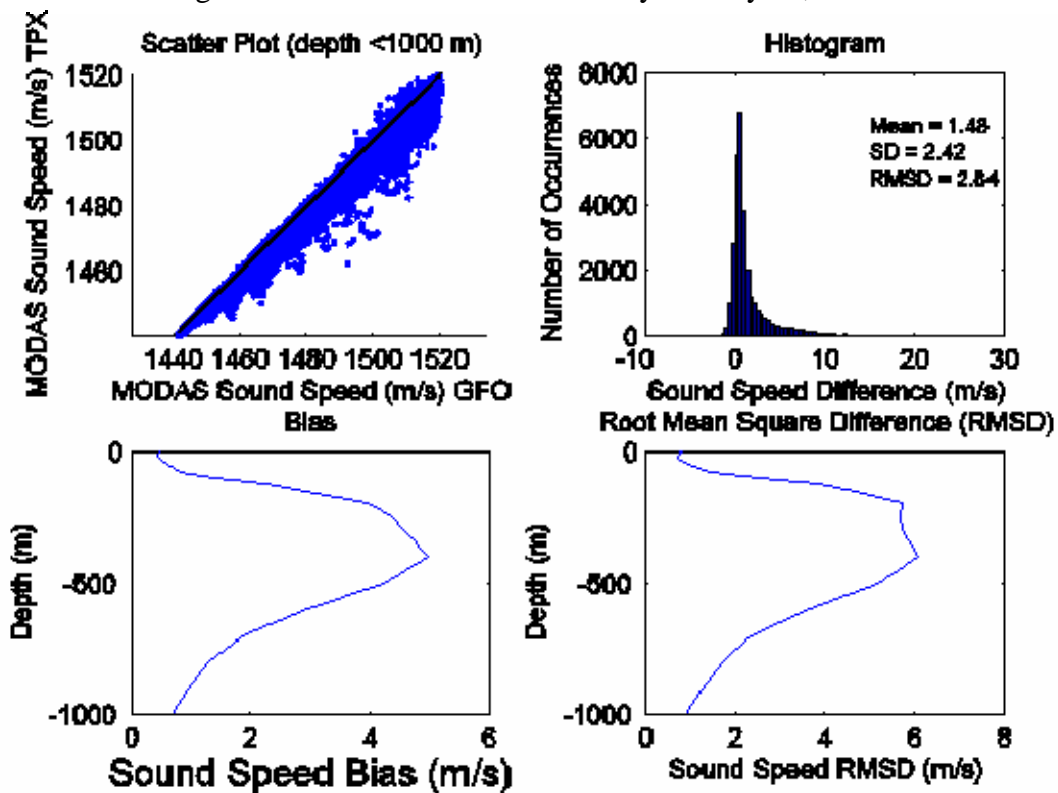 MODAS Sound Speed (m/s) TPX
Scatter Plot (depth <1000 m)
1520
1500
1480
1460
1440 1460 1480 1500 1520
MODAS Sound Speed (m/s) GFO
Histogram
Number of Occurrences
8000
6000
4000
2000
0
Mean = 1.48
SD = 2.42
RMSD = 2.84
-10 0 10 20 30
Sound Speed Difference (m/s)
Bias
Depth (m)
0
-500
-1000
0 2 4 6
Sound Speed Bias (m/s)
Root Mean Square Difference (RMSD)
Depth (m)
0
-500
-1000
0 2 4 6 8
Sound Speed RMSD (m/s)